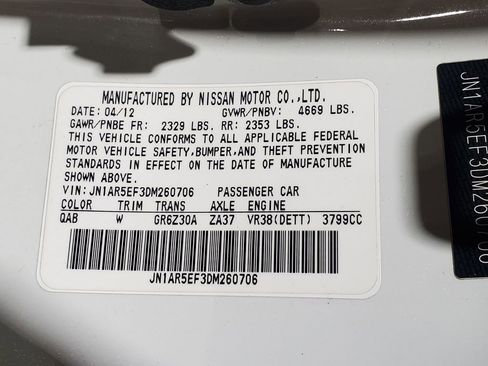 MANUFACTURED BY NISSAN MOTOR CO.,LTD.
DATE: 04/12 GVWR/PNBV: 4669 LBS.
GAWR/PNBE FR: 2329 LBS. RR: 2353 LBS.
THIS VEHICLE CONFORMS TO ALL APPLICABLE FEDERAL
MOTOR VEHICLE SAFETY, BUMPER, AND THEFT PREVENTION
STANDARDS IN EFFECT ON THE DATE OF MANUFACTURE
SHOWN ABOVE.
VIN: JN1AR5EF3DM260706 PASSENGER CAR
COLOR TRIM TRANS AXLE ENGINE
QAB W GR6Z30A ZA37 VR38(DETT) 3799CC
JN1AR5EF3DM260706
JN1AR5EF3DM260706